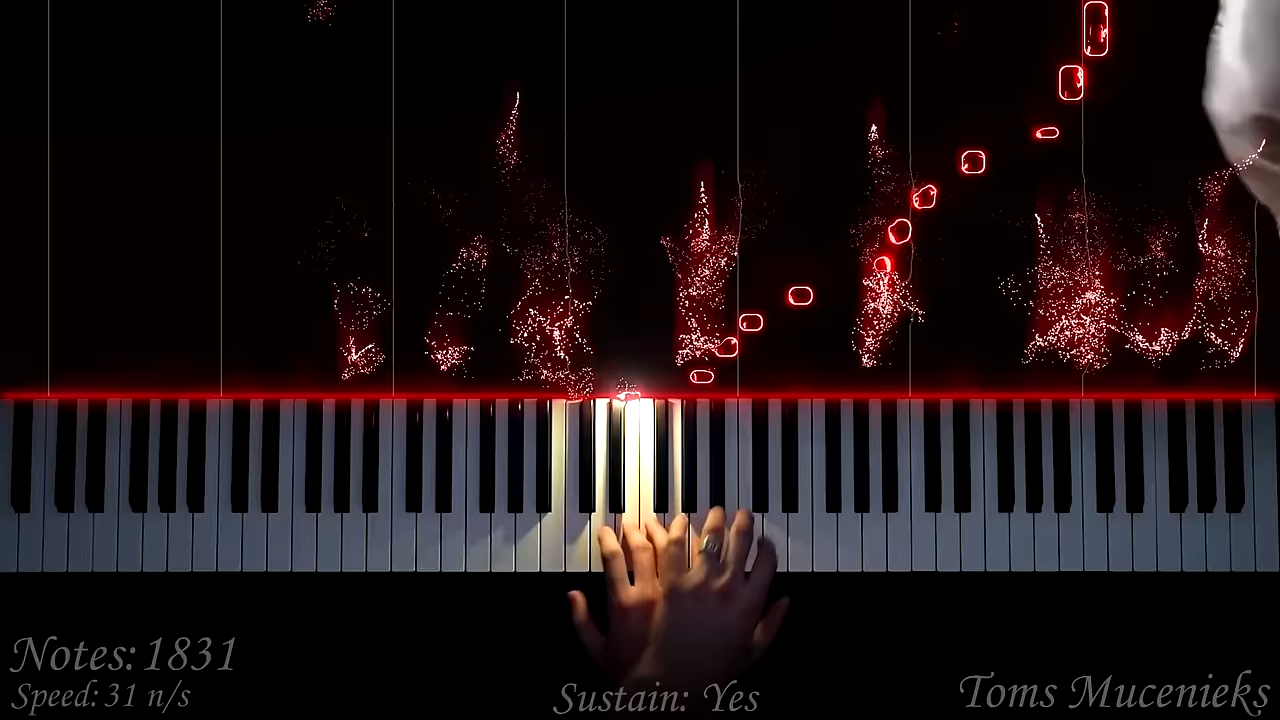 Notes: 1831
Speed: 31 n/s
Sustain: Yes
Toms Mucenieks